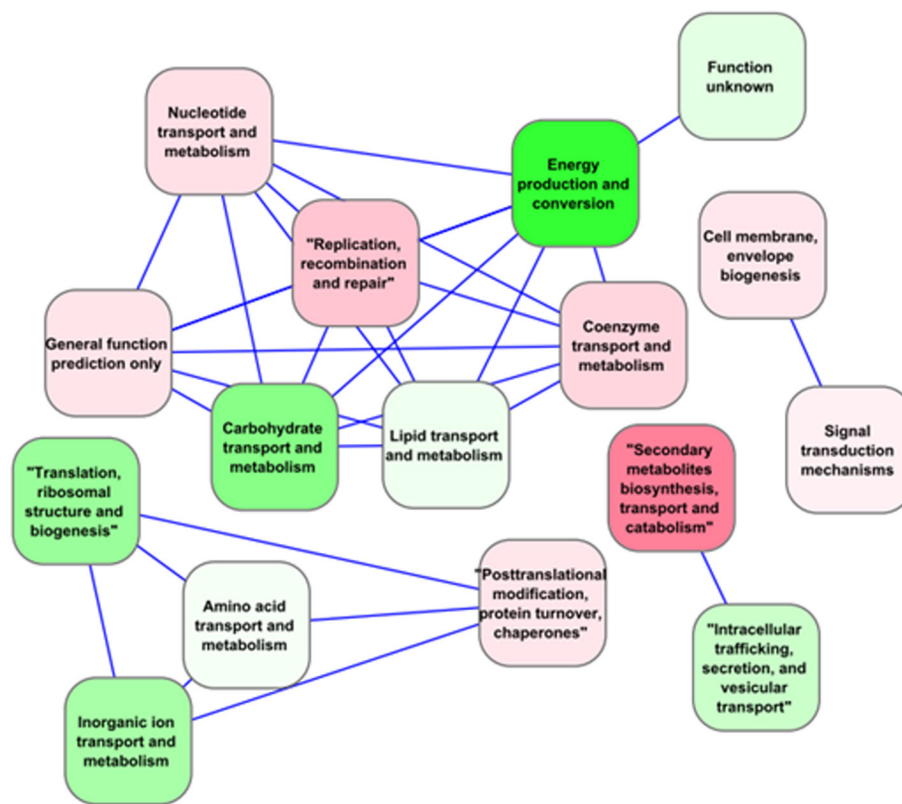 Function
unknown
Nucleotide
transport and
metabolism
Energy
production and
conversion
"Replication,
recombination
and repair"
Cell membrane,
envelope
biogenesis
General function
prediction only
Coenzyme
transport and
metabolism
Carbohydrate
transport and
metabolism
Lipid transport
and metabolism
Signal
transduction
mechanisms
"Translation,
ribosomal
structure and
biogenesis"
"Secondary
metabolites
biosynthesis,
transport and
catabolism"
Amino acid
transport and
metabolism
"Posttranslational
modification,
protein turnover,
chaperones"
"Intracellular
trafficking,
secretion, and
vesicular
transport"
Inorganic ion
transport and
metabolism